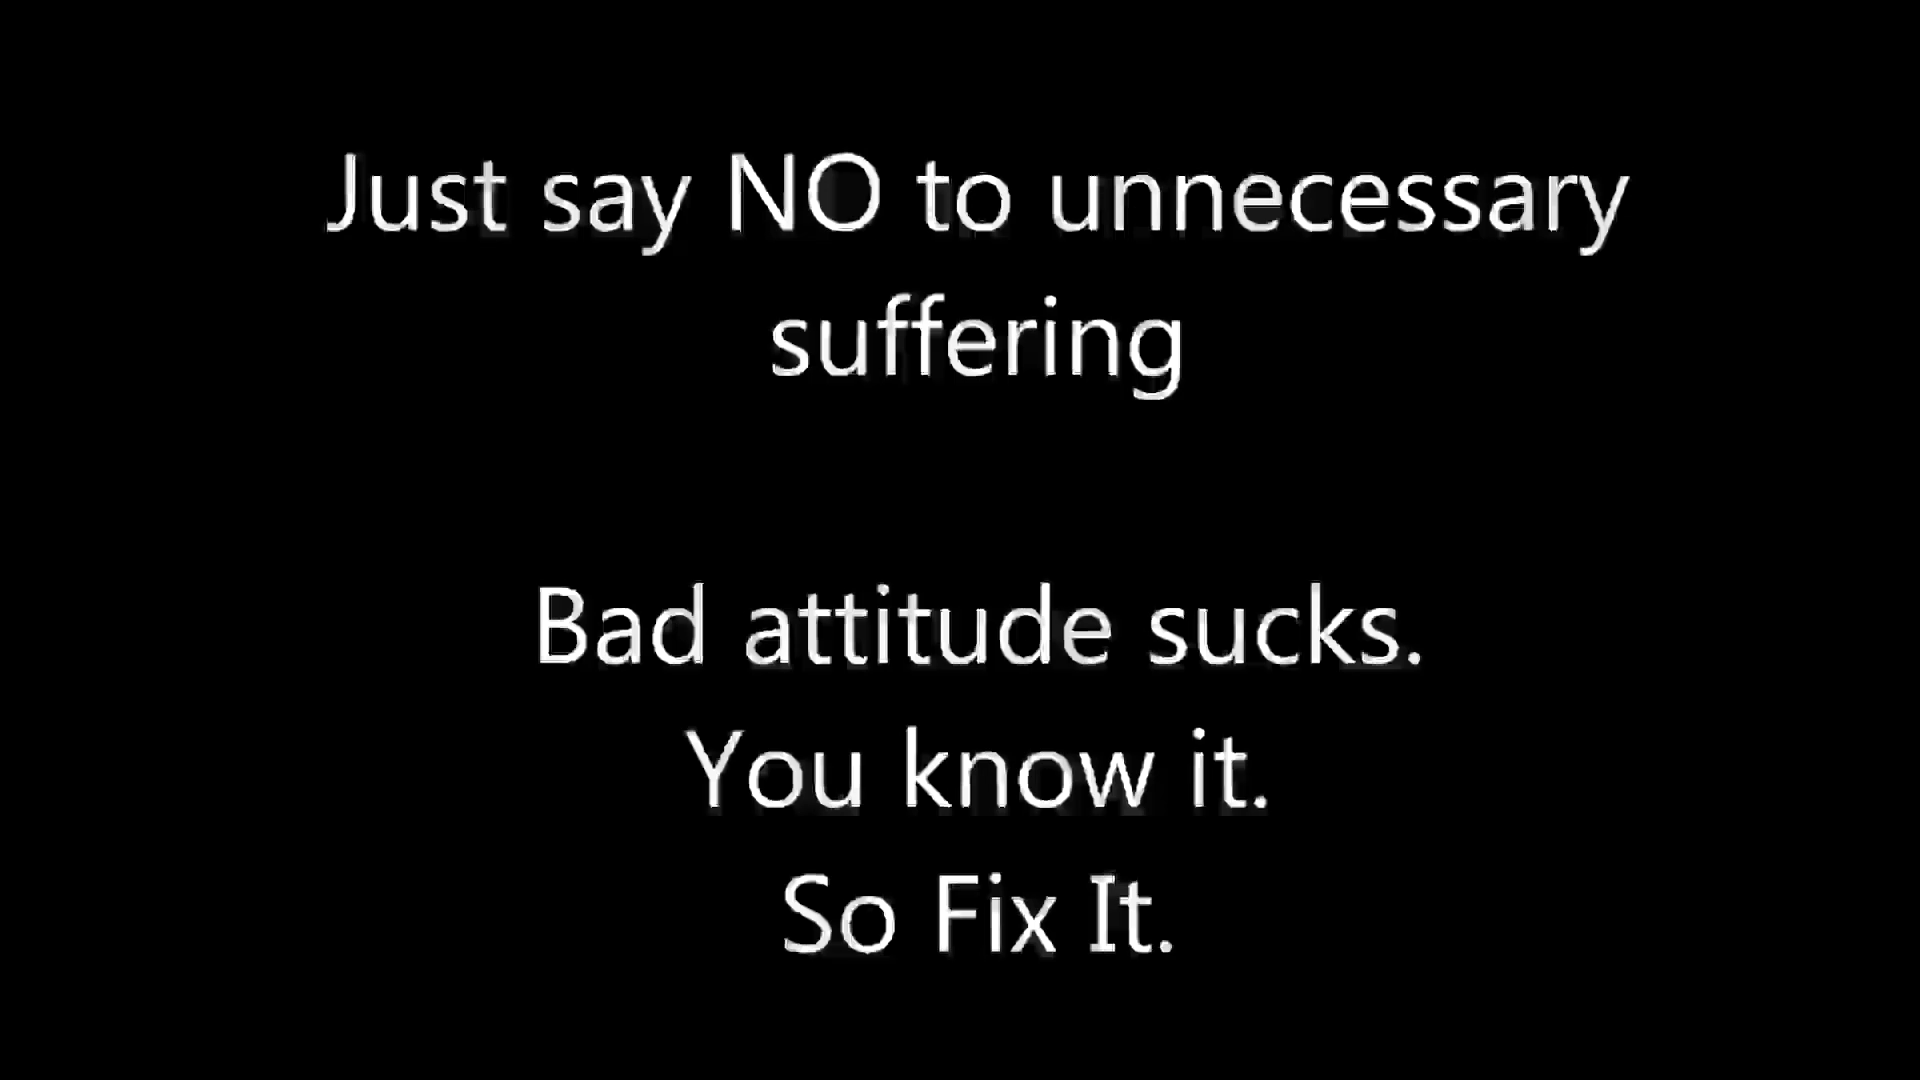 Just say NO to unnecessary
suffering
Bad attitude sucks.
You know it.
So Fix It.